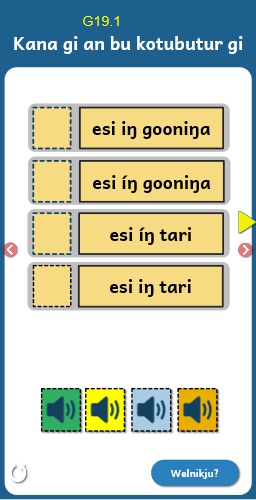 G19.1
Kana gi an bu kotubutur gi
esi iŋ gooniŋa
esi íŋ gooniŋa
esi íŋ tari
esi iŋ tari
Welnikju?